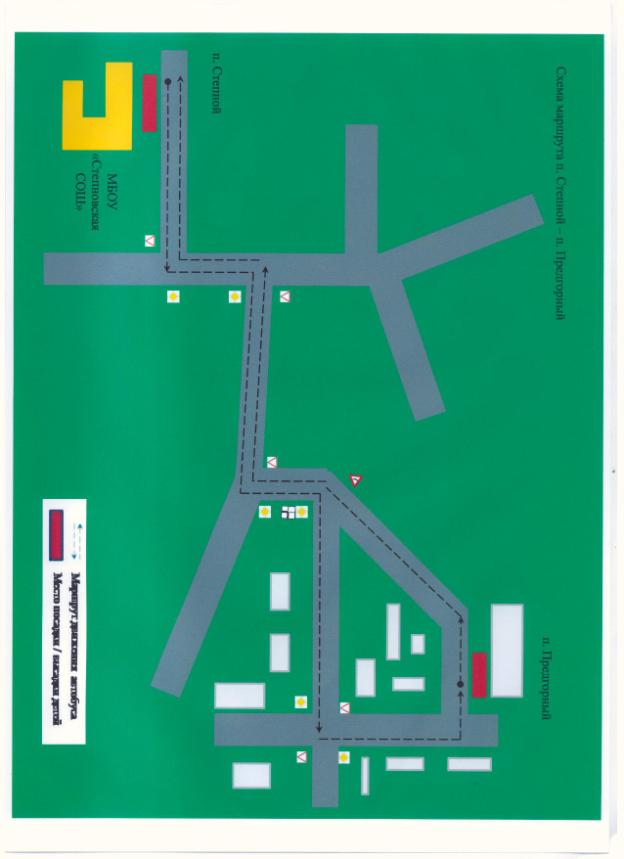 Схема маршрута п. Степной – п. Предгорный
п. Степной
МБОУ
«Степновская
СОШ»
п. Предгорный
Маршрут движения автобуса
Место посадки / высадки детей